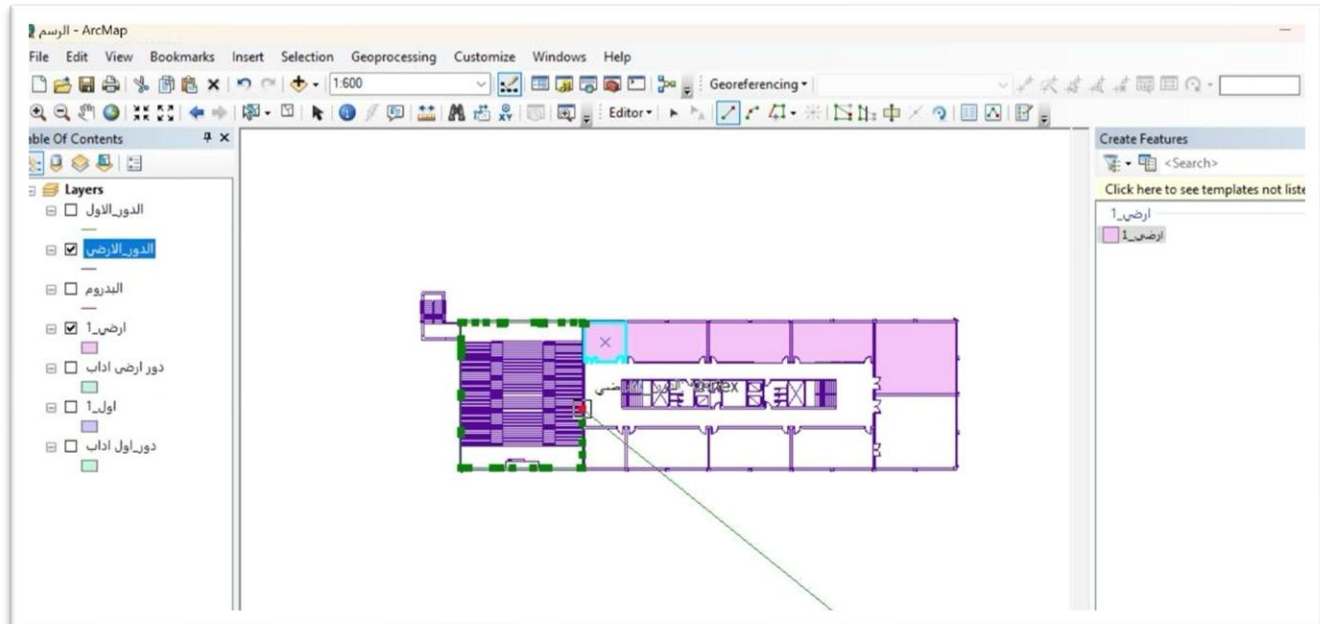 الرسم - ArcMap
File Edit View Bookmarks Insert Selection Geoprocessing Customize Windows Help
1:600
Georeferencing
Editor
able Of Contents
Create Features
<Search>
Layers
Click here to see templates not liste
الدور_الاول
ارضي_1
ارضي_1
الدور_الارضي
البدروم
ارضي_1
دور ارضى اداب
اول_1
دور_اول اداب